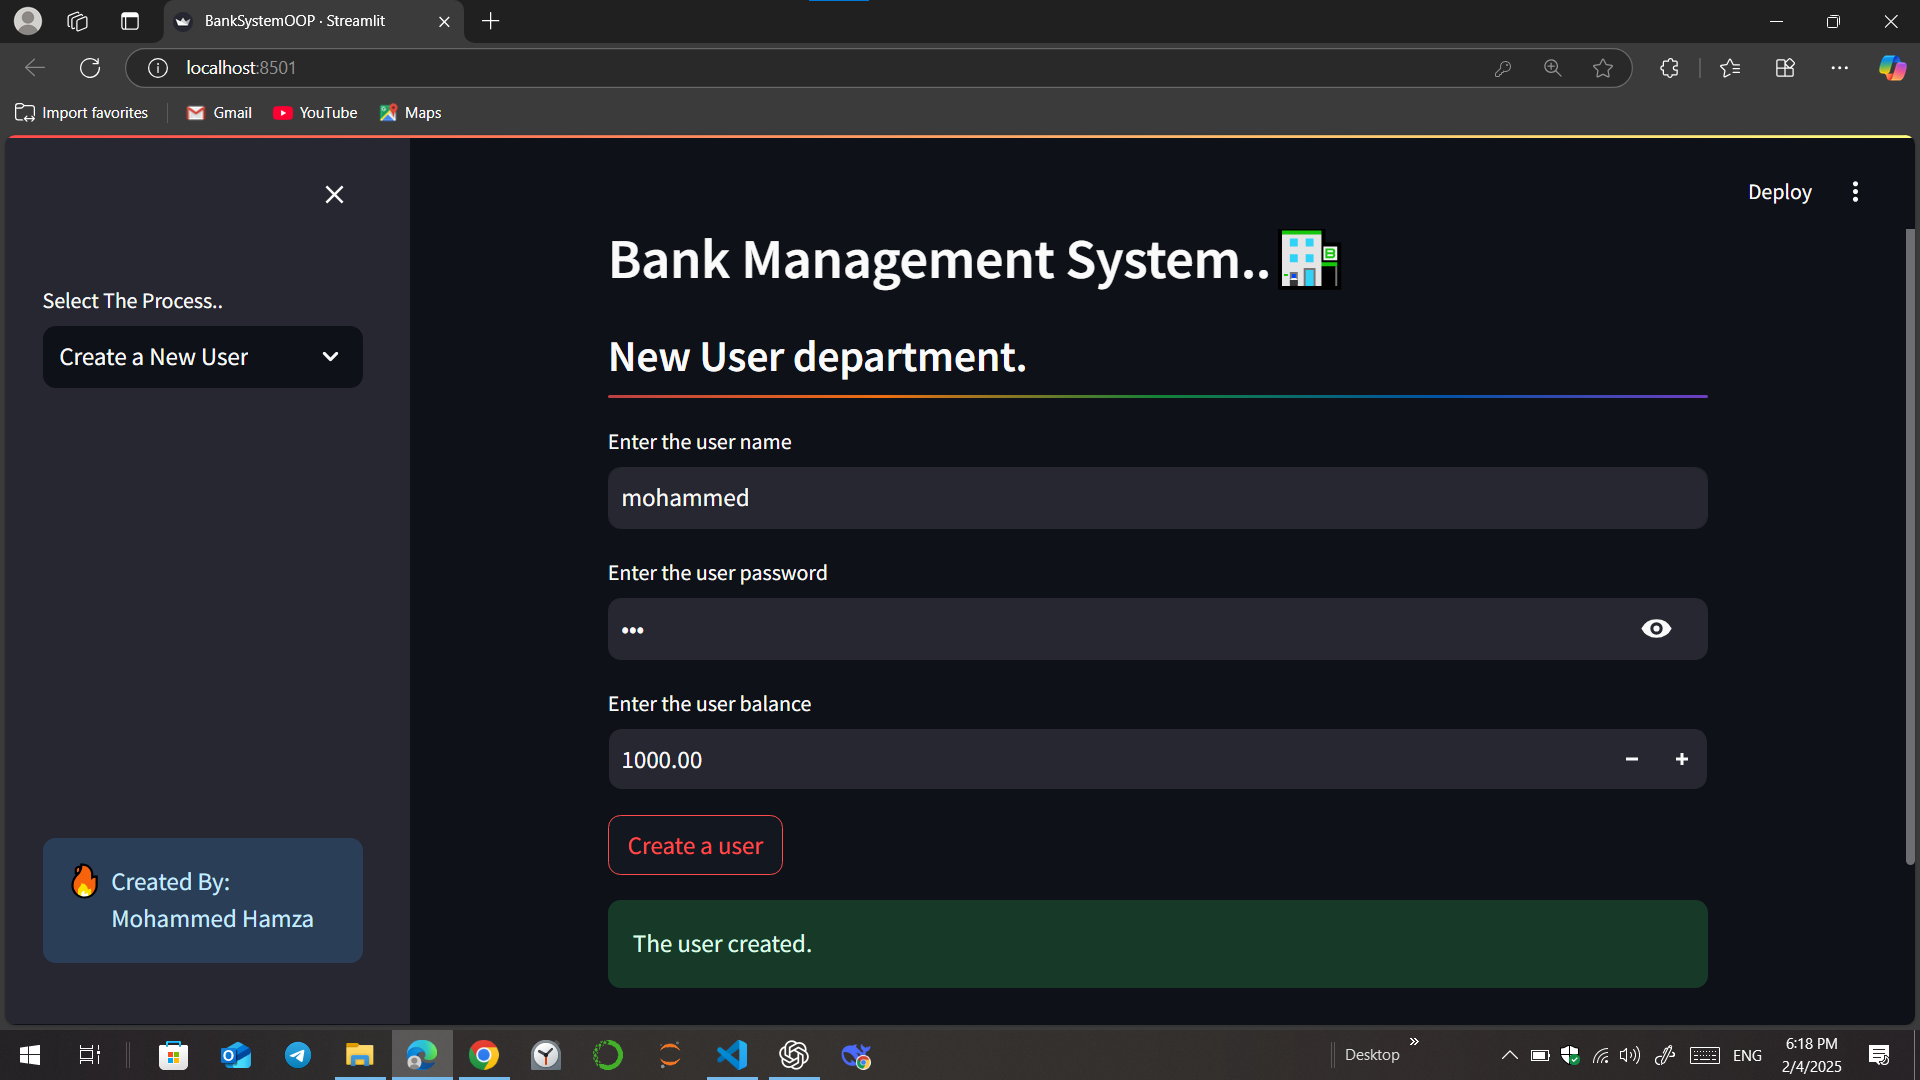 BankSystemOOP · Streamlit
localhost:8501
Import favorites
Gmail
YouTube
Maps
Deploy
Select The Process..
Create a New User
Created By:
Mohammed Hamza
Bank Management System..
New User department.
Enter the user name
mohammed
Enter the user password
•••
Enter the user balance
1000.00
Create a user
The user created.
Desktop
ENG
6:18 PM
2/4/2025